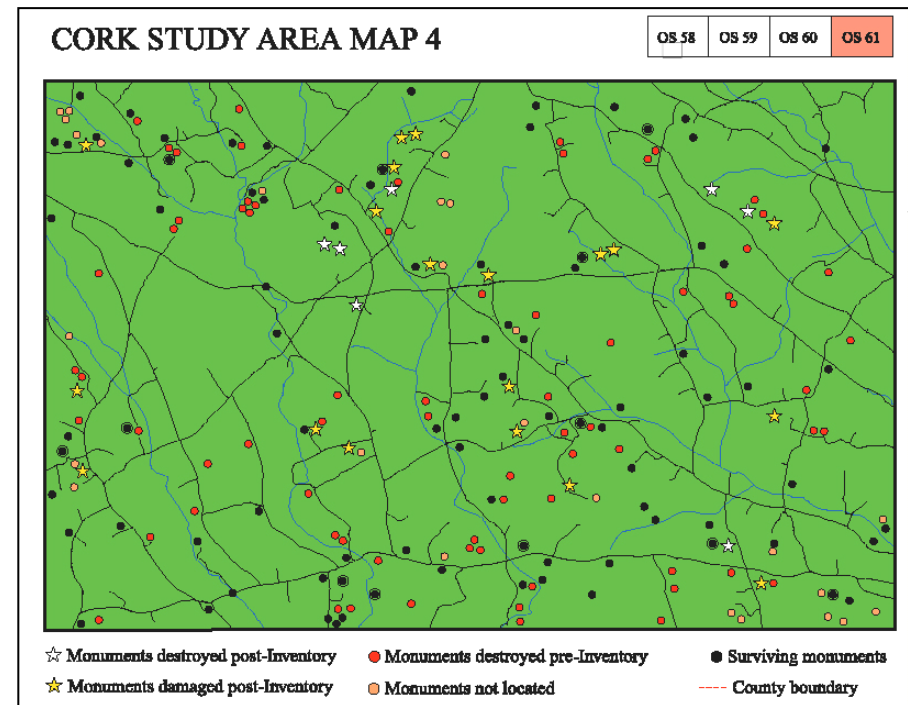 CORK STUDY AREA MAP 4
OS 58 OS 59 OS 60 OS 61
Monuments destroyed post-Inventory Monuments destroyed pre-Inventory Surviving monuments
Monuments damaged post-Inventory Monuments not located County boundary